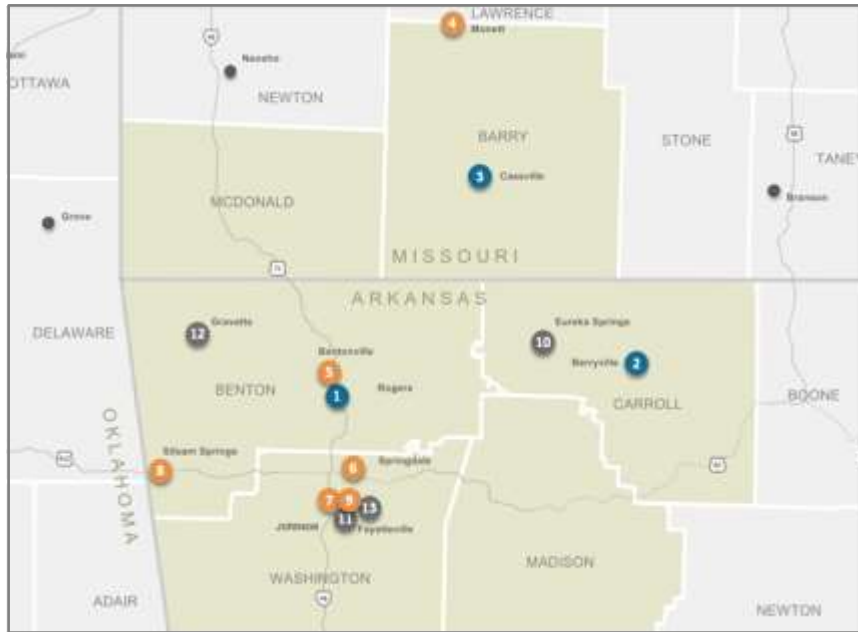 LAWRENCE
4
Monett
Neosho
OTTAWA
NEWTON
BARRY
STONE
TANEY
3 Cassville
MCDONALD
Branson
Grove
MISSOURI
ARKANSAS
DELAWARE
12 Gravette
10 Eureka Springs
Bentonville
5
Berryville 2
BENTON
1 Rogers
CARROLL
BOONE
OKLAHOMA
Siloam Springs
8
6 Springdale
7 9
11 13
JOHNSON
Fayetteville
WASHINGTON
MADISON
ADAIR
NEWTON